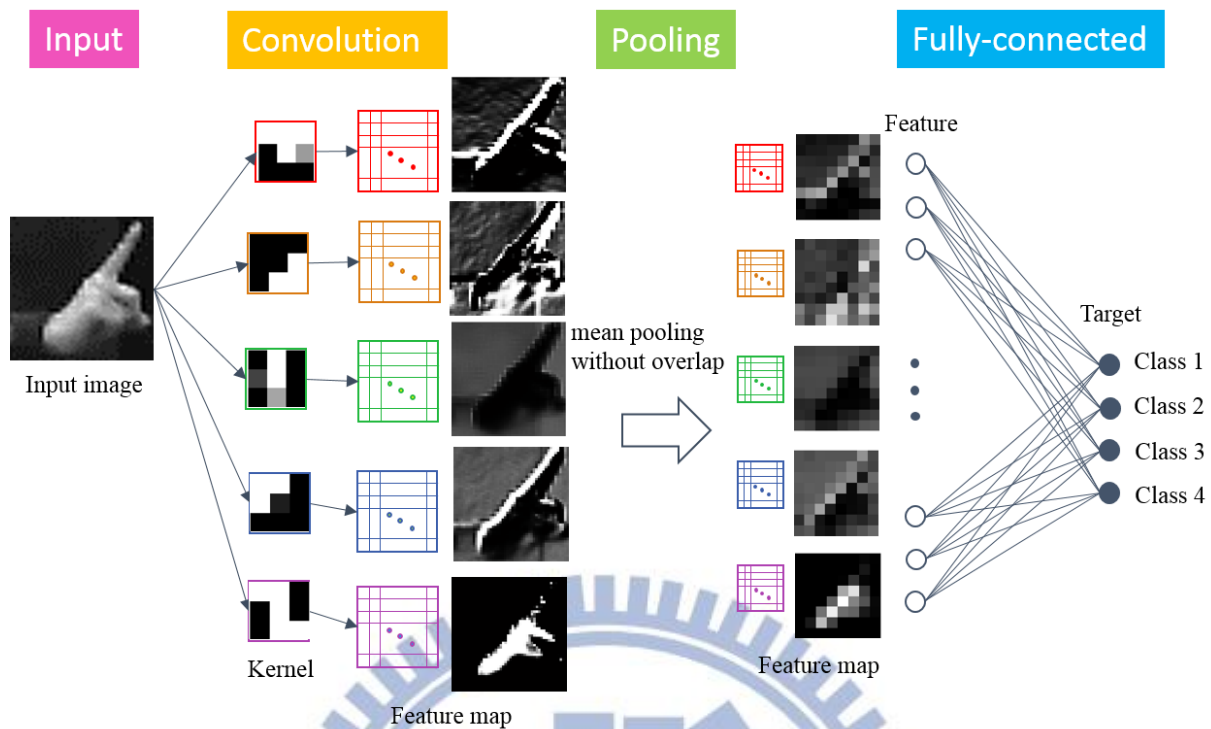 Input
Convolution
Pooling
Fully-connected
Feature
Input image
mean pooling
without overlap
Target
Class 1
Class 2
Class 3
Class 4
Kernel
Feature map
Feature map